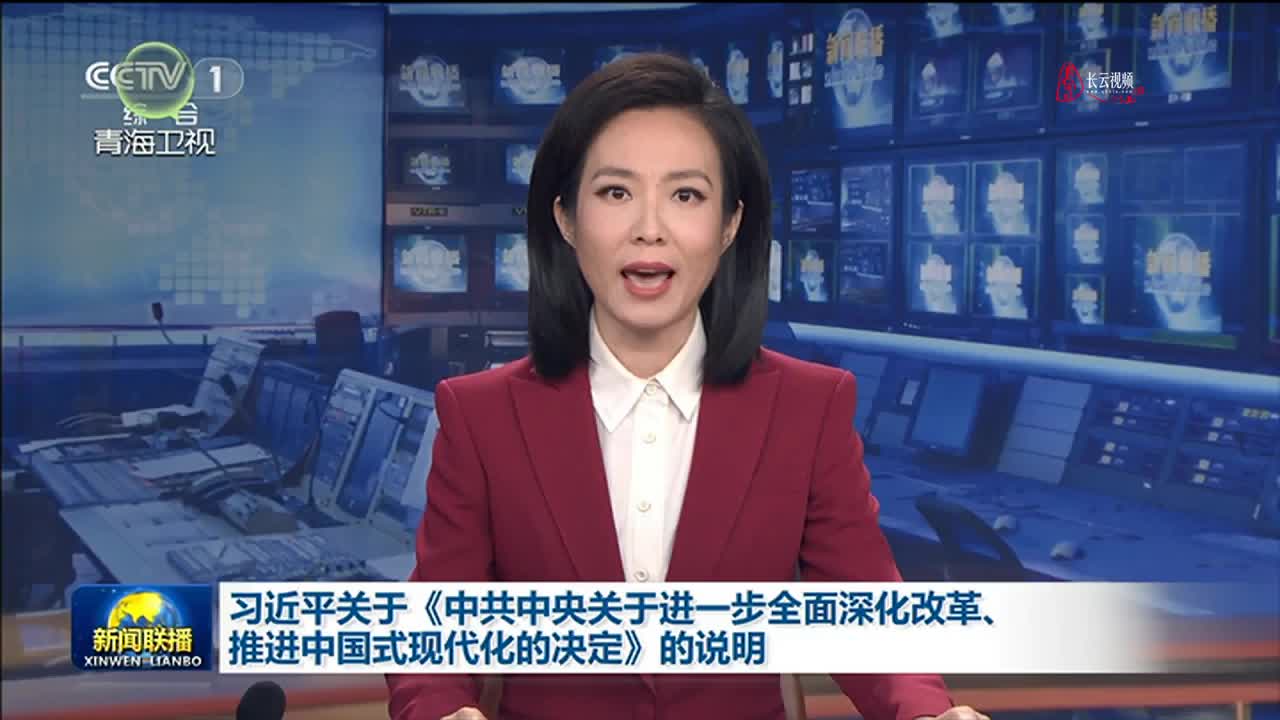 CCTV 1
综合
青海卫视
长云视频
习近平关于《中共中央关于进一步全面深化改革、
推进中国式现代化的决定》的说明
新闻联播
XINWEN LIANBO